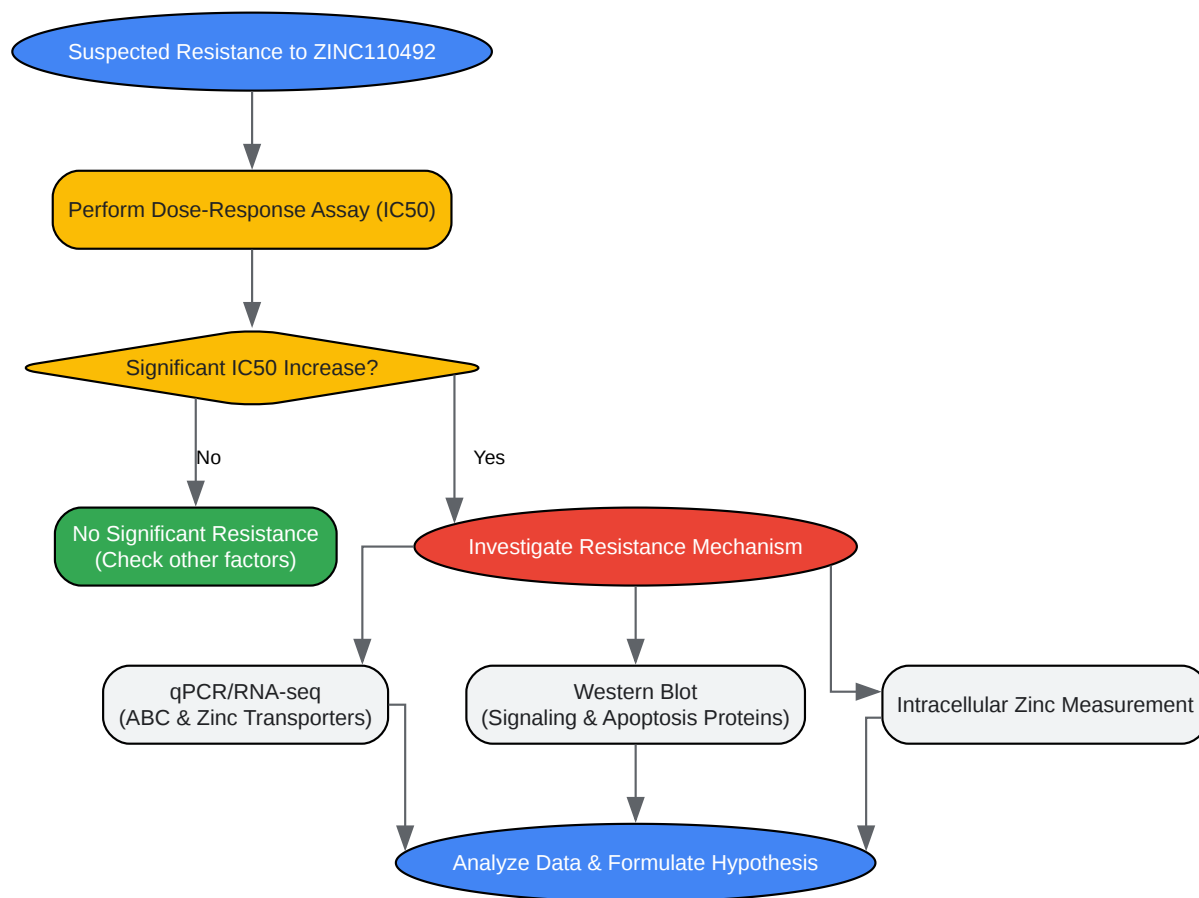 Suspected Resistance to ZINC110492
Perform Dose-Response Assay (IC50)
Significant IC50 Increase?
No
Yes
No Significant Resistance
(Check other factors)
Investigate Resistance Mechanism
qPCR/RNA-seq
(ABC & Zinc Transporters)
Western Blot
(Signaling & Apoptosis Proteins)
Intracellular Zinc Measurement
Analyze Data & Formulate Hypothesis